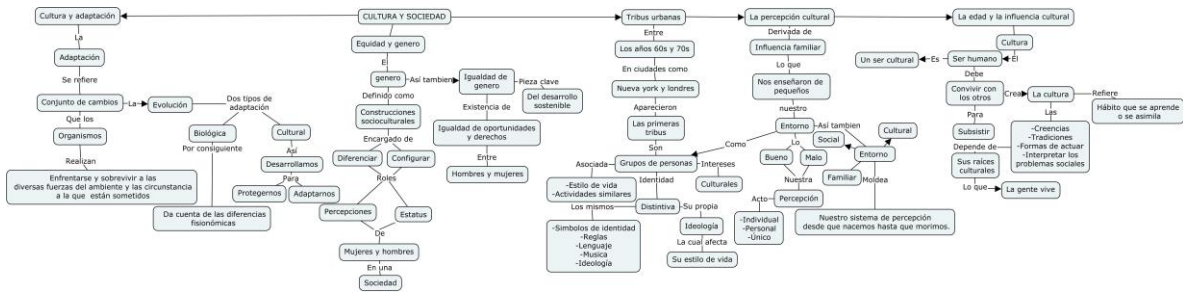 Cultura y adaptación
La
Adaptación
Se refiere
Conjunto de cambios
La
Evolución
Que los
Organismos
Realizan
Enfrentarse y sobrevivir a las
diversas fuerzas del ambiente y las circunstancia
a la que están sometidos
Dos tipos de
adaptación
Biológica
Por consiguiente
Da cuenta de las diferencias
fisionómicas
Cultural
Así
Desarrollamos
Para
Protegernos
Adaptarnos
CULTURA Y SOCIEDAD
Equidad y genero
El
genero
Así tambien
Igualdad de
genero
Pieza clave
Del desarrollo
sostenible
Existencia de
Igualdad de oportunidades
y derechos
Entre
Hombres y mujeres
Definido como
Construcciones
socioculturales
Encargado de
Diferenciar
Configurar
Roles
Percepciones
Estatus
De
Mujeres y hombres
En una
Sociedad
Tribus urbanas
Entre
Los años 60s y 70s
En ciudades como
Nueva york y londres
Aparecieron
Las primeras
tribus
Son
Grupos de personas
Asociada
-Estilo de vida
-Actividades similares
Identidad
Intereses
Culturales
Distintiva
Los mismos
-Simbolos de identidad
-Reglas
-Lenguaje
-Musica
-Ideología
Su propia
Ideología
La cual afecta
Su estilo de vida
La percepción cultural
Derivada de
Influencia familiar
Lo que
Nos enseñaron de
pequeños
nuestro
Entorno
Como
Lo
Bueno
Malo
Nuestra
Percepción
Acto
-Individual
-Personal
-Único
Así tambien
Entorno
Social
Cultural
Familiar
Moldea
Nuestro sistema de percepción
desde que nacemos hasta que morimos.
La edad y la influencia cultural
Cultura
El
Ser humano
Es
Un ser cultural
Debe
Convivir con
los otros
Crea
La cultura
Refiere
Hábito que se aprende
o se asimila
Las
-Creencias
-Tradiciones
-Formas de actuar
-Interpretar los
problemas sociales
Para
Subsistir
Depende de
Sus raíces
culturales
Lo que
La gente vive